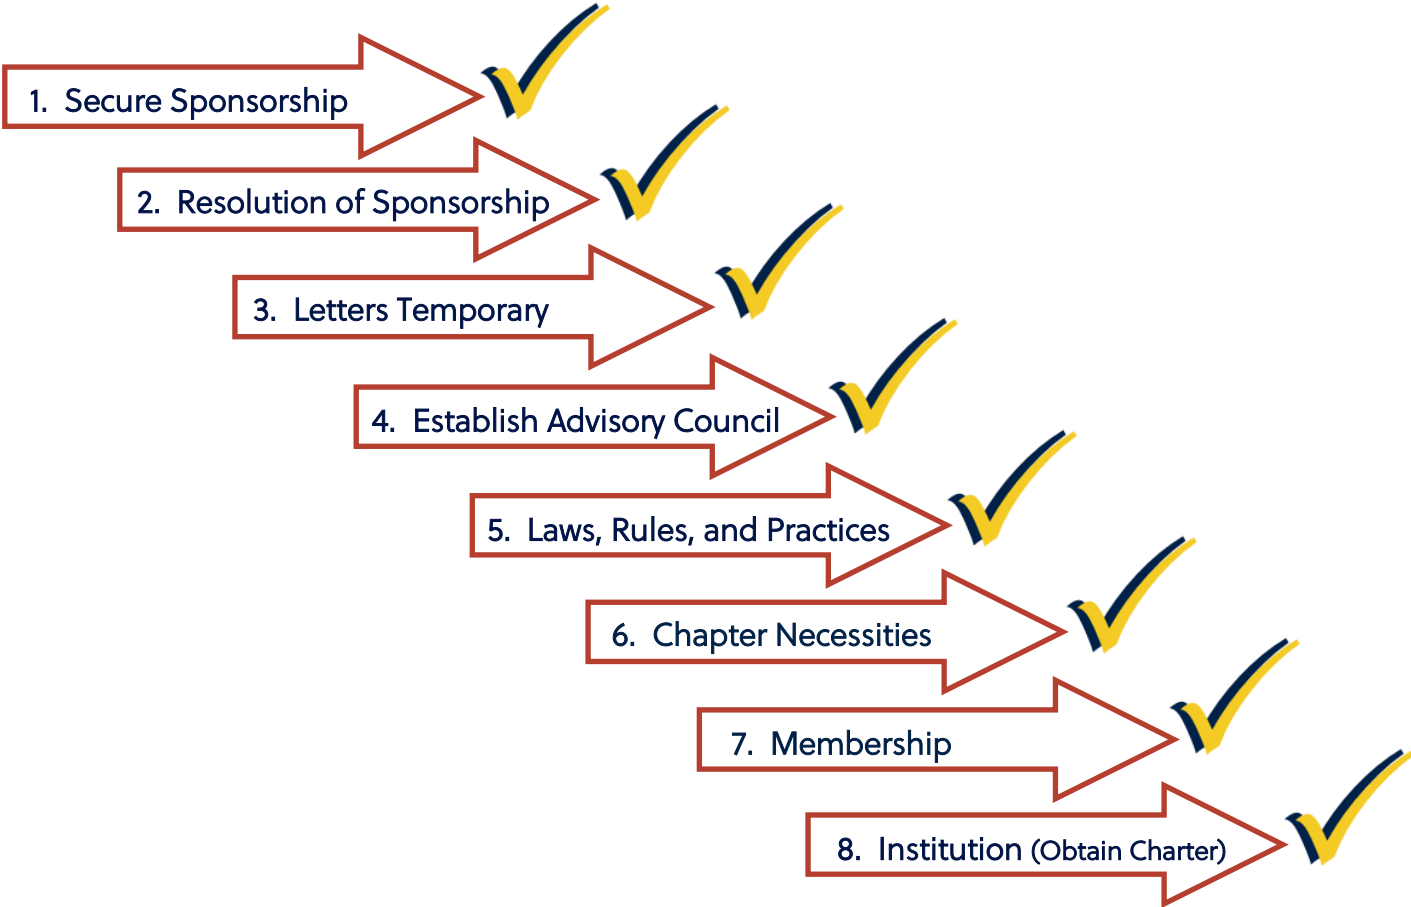 1. Secure Sponsorship
2. Resolution of Sponsorship
3. Letters Temporary
4. Establish Advisory Council
5. Laws, Rules, and Practices
6. Chapter Necessities
7. Membership
8. Institution (Obtain Charter)